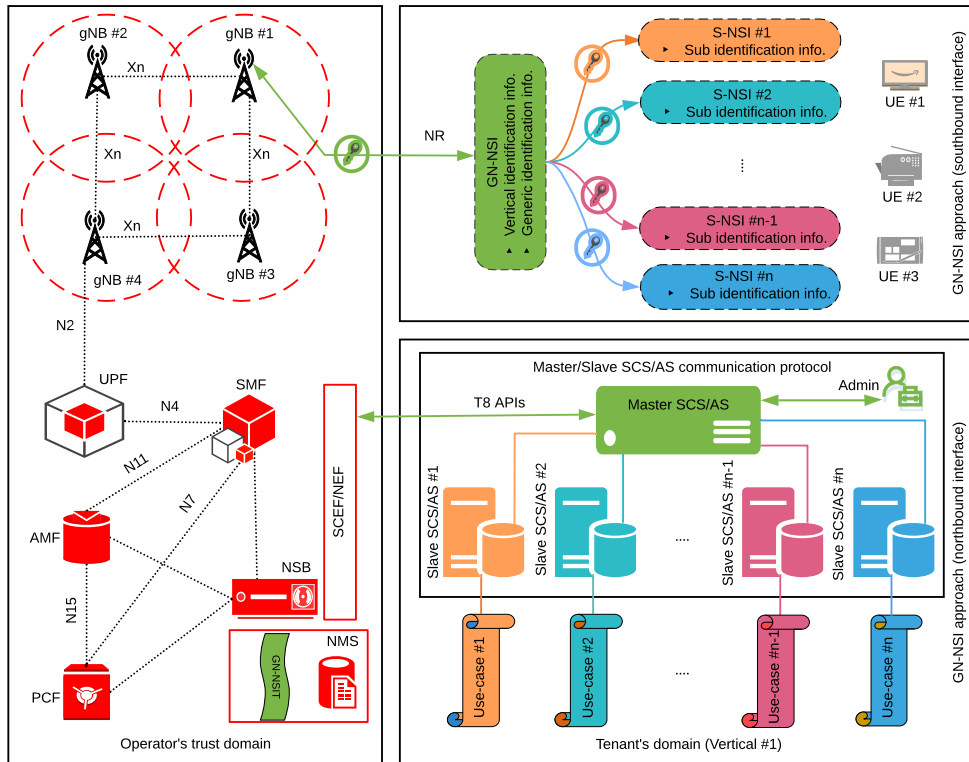 gNB #2
gNB #1
Xn
Xn
Xn
Xn
gNB #4
gNB #3
N2
UPF
SMF
N4
N11
N7
AMF
NSB
N15
PCF
SCEF/NEF
GN-NSIT
NMS
Operator's trust domain
NR
GN-NSI
‣ Vertical identification info.
‣ Generic identification info.
S-NSI #1
‣ Sub identification info.
S-NSI #2
‣ Sub identification info.
....
S-NSI #n-1
‣ Sub identification info.
S-NSI #n
‣ Sub identification info.
UE #1
UE #2
UE #3
GN-NSI approach (southbound interface)
Master/Slave SCS/AS communication protocol
T8 APIs
Master SCS/AS
Admin
Slave SCS/AS #1
Slave SCS/AS #2
....
Slave SCS/AS #n-1
Slave SCS/AS #n
Use-case #1
Use-case #2
....
Use-case #n-1
Use-case #n
Tenant's domain (Vertical #1)
GN-NSI approach (northbound interface)